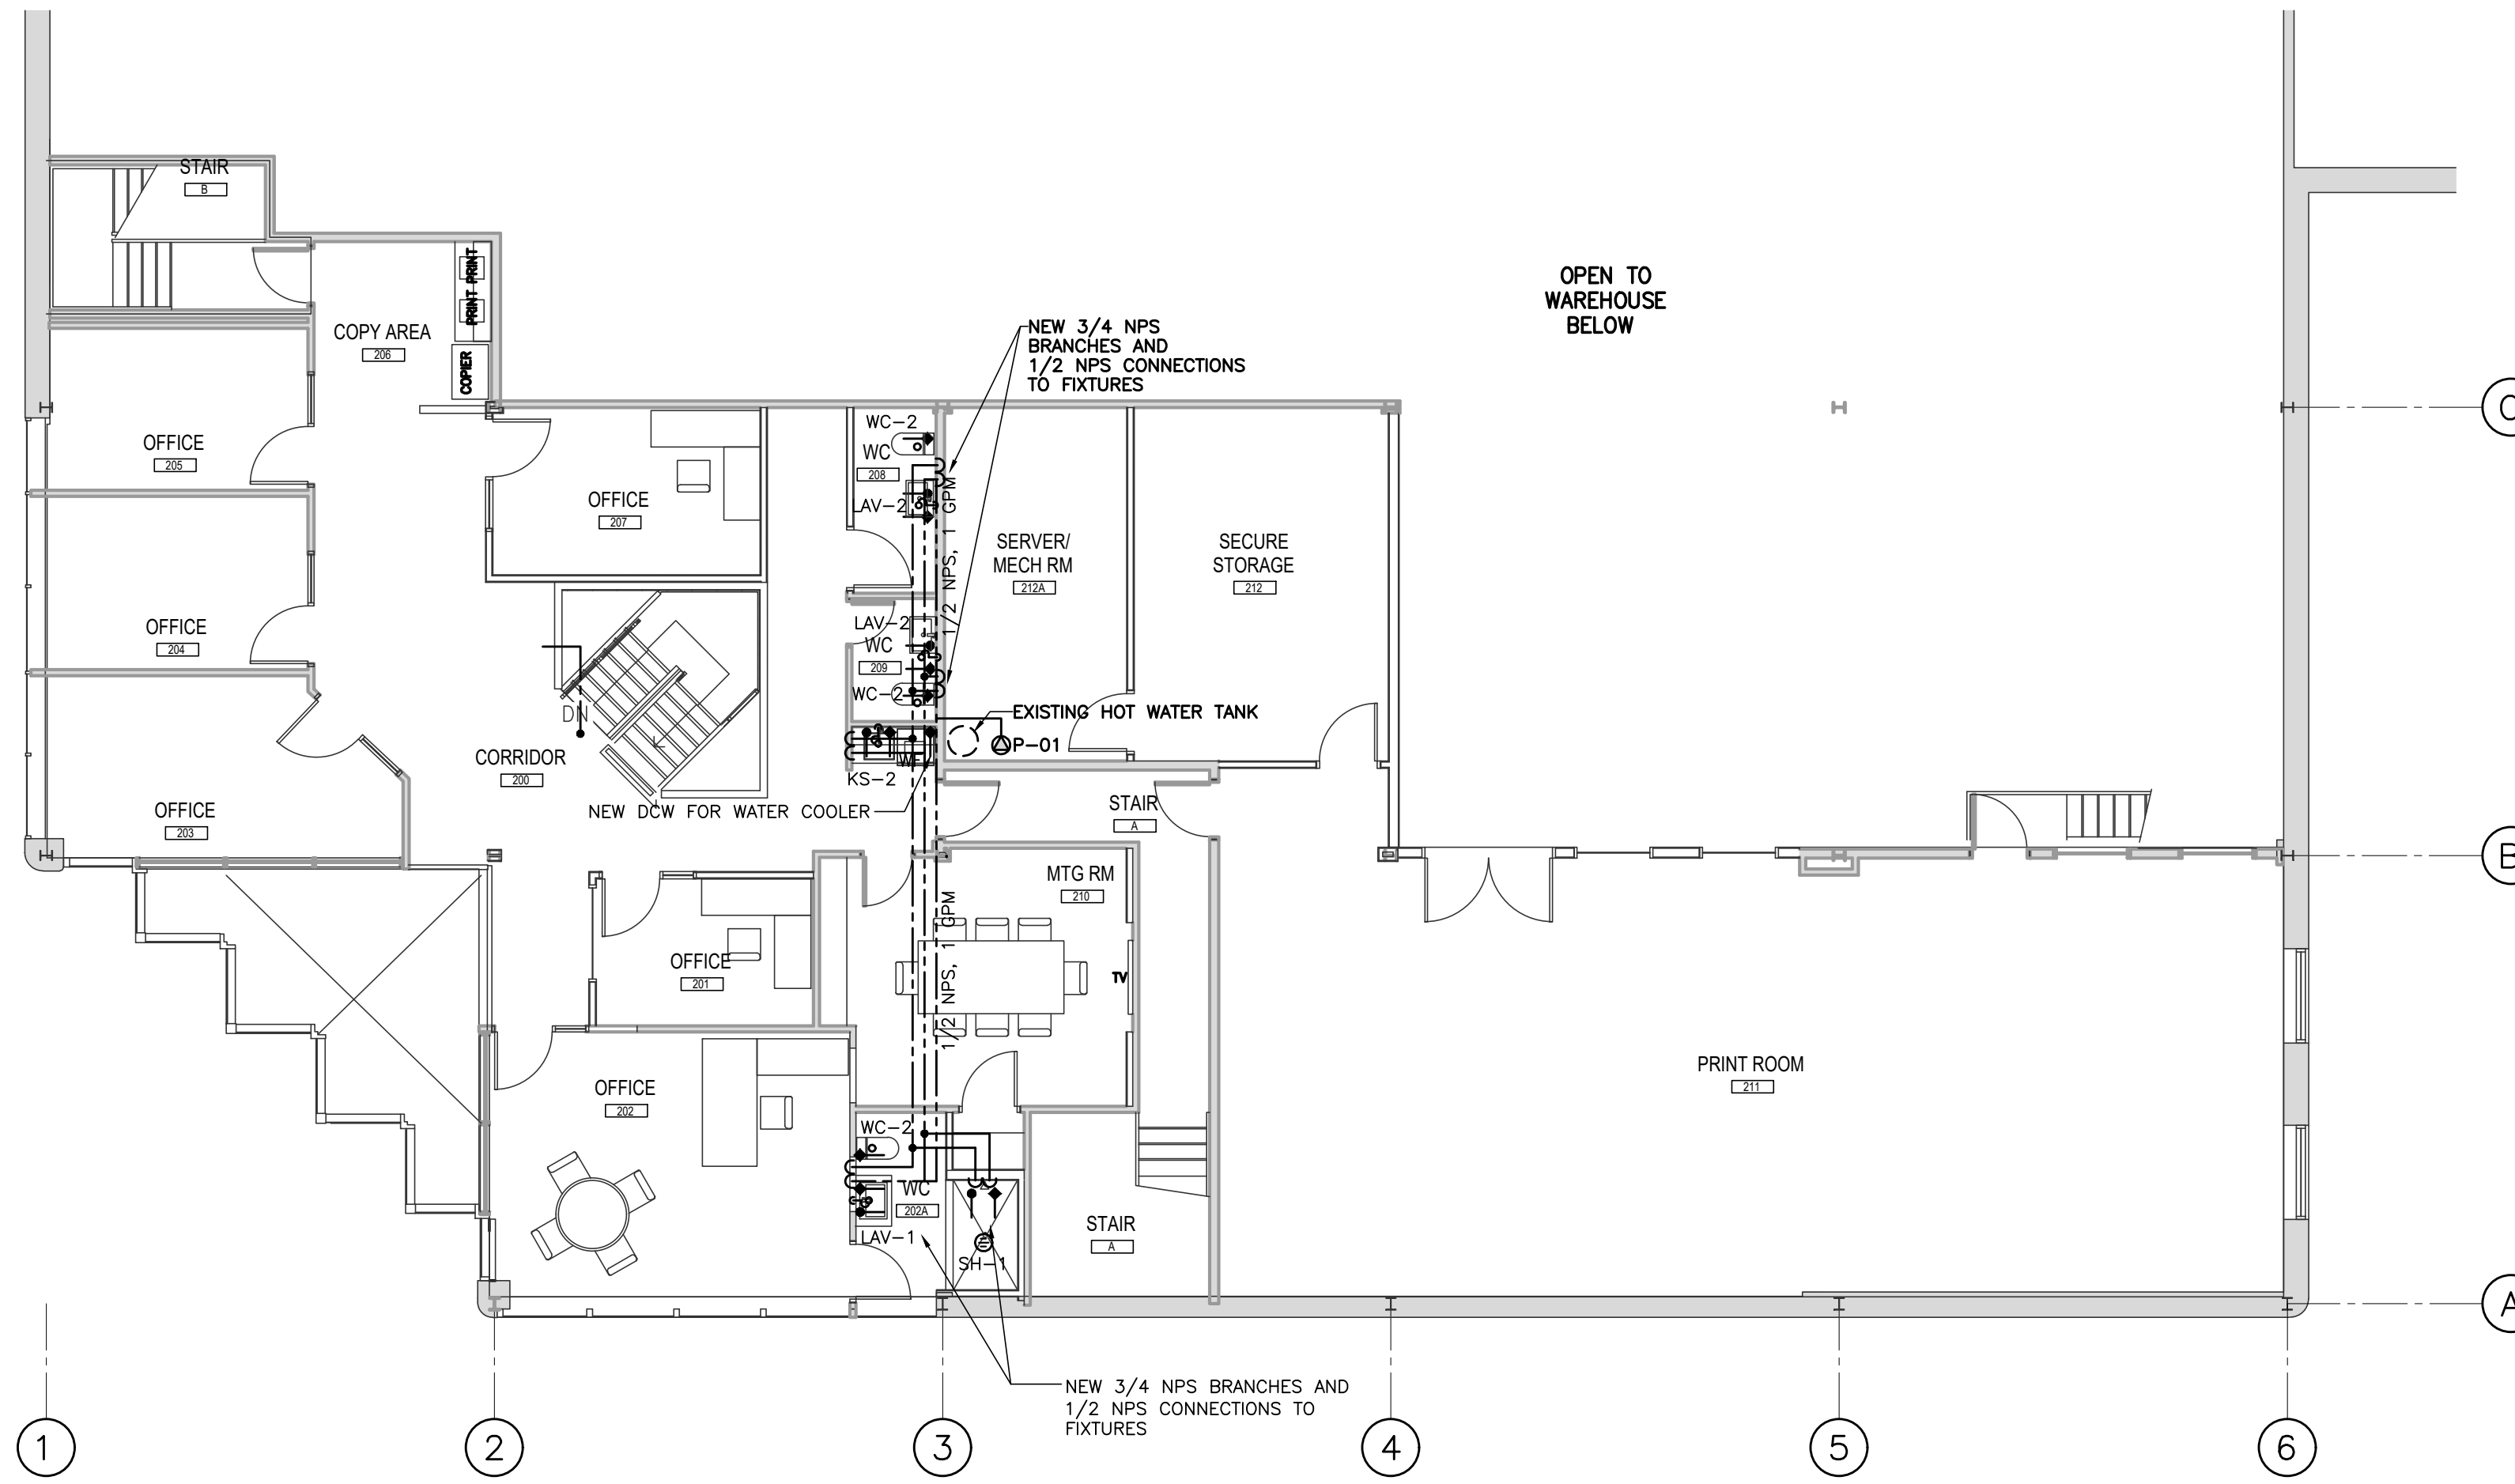 STAIR
B
PRINT
PRINT
COPIER
COPY AREA
206
OPEN TO
WAREHOUSE
BELOW
NEW 3/4 NPS
BRANCHES AND
1/2 NPS CONNECTIONS
TO FIXTURES
C
OFFICE
205
WC-2
WC
208
LAV-2
OFFICE
207
1/2 NPS, 1 GPM
SERVER/
MECH RM
212A
SECURE
STORAGE
212
OFFICE
204
LAV-2
WC
209
WC-2
DN
EXISTING HOT WATER TANK
P-01
CORRIDOR
200
KS-2
NEW DCW FOR WATER COOLER
OFFICE
203
STAIR
A
B
MTG RM
210
OFFICE
201
1/2 NPS, 1 GPM
TV
PRINT ROOM
211
OFFICE
202
WC-2
WC
202A
LAV-1
SH-1
STAIR
A
A
NEW 3/4 NPS BRANCHES AND
1/2 NPS CONNECTIONS TO
FIXTURES
1
2
3
4
5
6